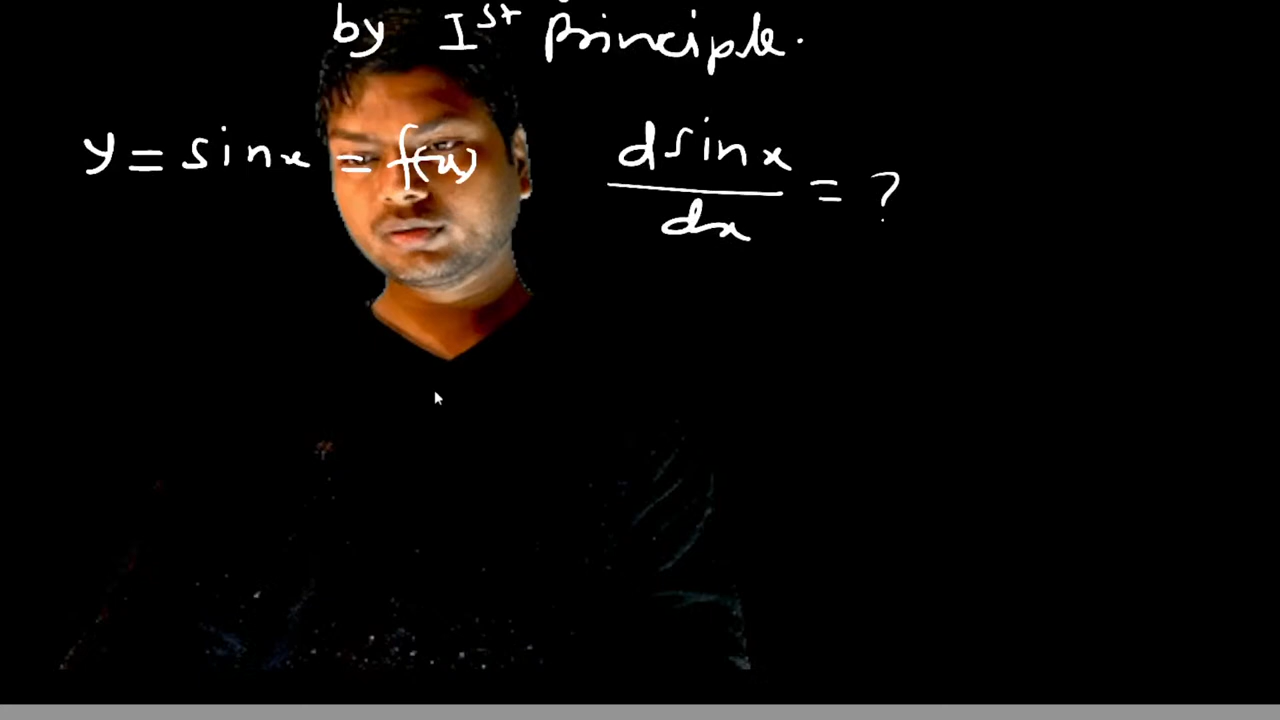 by Ist Principle.
y = sinx = f(x)
dsinx
dx
= ?